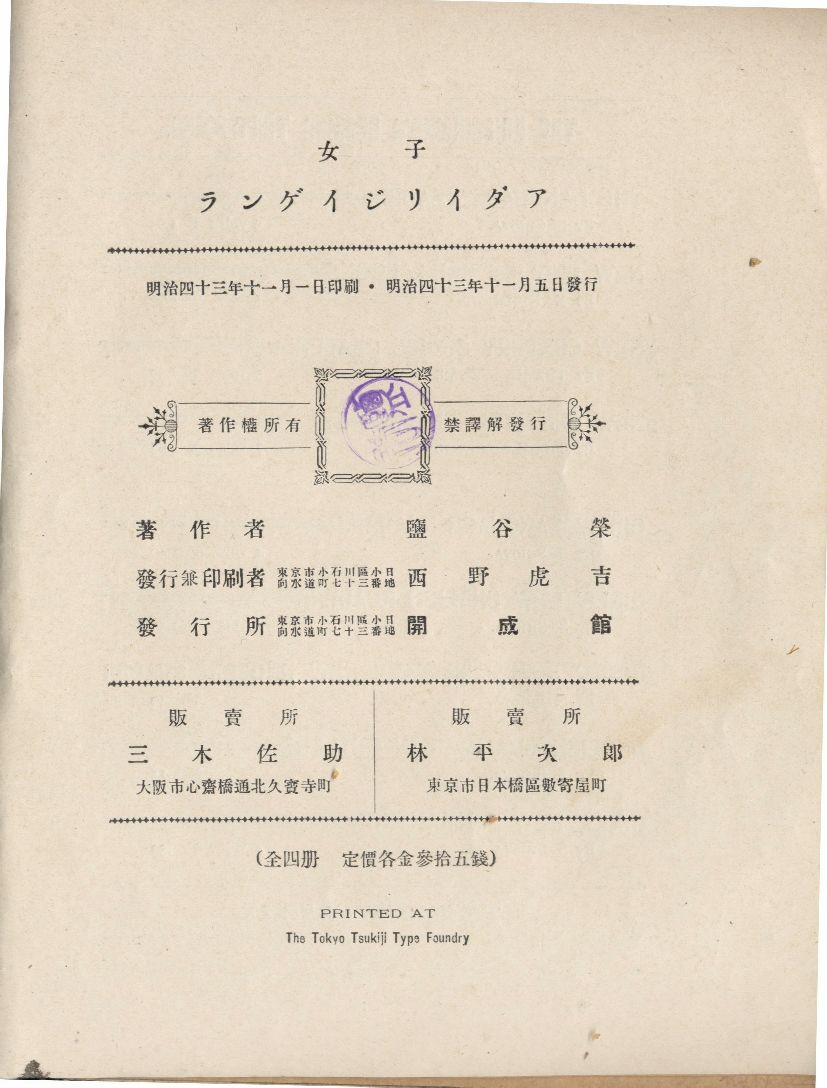 女子
ランゲイジリイダア
明治四十三年十一月一日印刷・明治四十三年十一月五日發行
著作權所有
禁譯解發行
著作者 鹽谷榮
發行兼印刷者 東京市小石川區小日向水道町七十三番地 西野虎吉
發行所 東京市小石川區小日向水道町七十三番地 開成館
販賣所
三木佐助
大阪市心齋橋通北久寳寺町
販賣所
林平次郎
東京市日本橋區數寄屋町
(全四册 定價各金參拾五錢)
PRINTED AT
The Tokyo Tsukiji Type Foundry